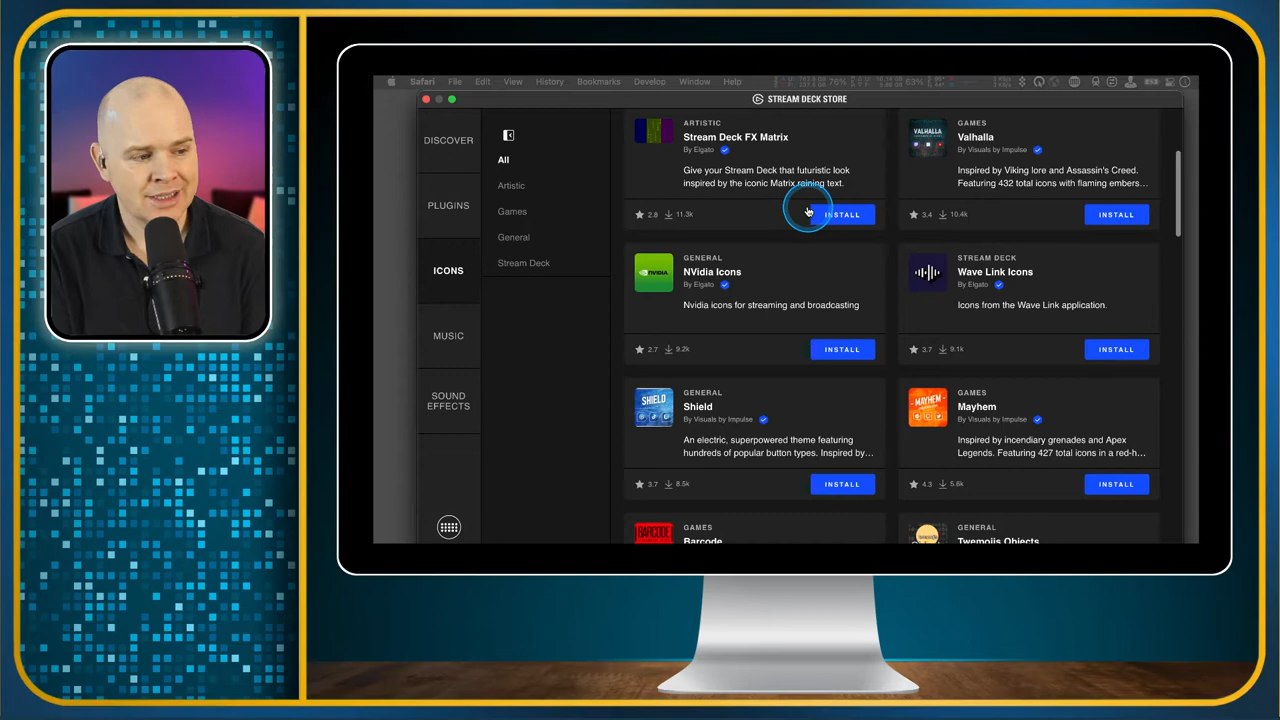 Safari File Edit View History Bookmarks Develop Window Help
76% 63%
STREAM DECK STORE
DISCOVER
PLUGINS
ICONS
MUSIC
SOUND
EFFECTS
All
Artistic
Games
General
Stream Deck
ARTISTIC
Stream Deck FX Matrix
By Elgato
Give your Stream Deck that futuristic look
inspired by the iconic Matrix raining text.
2.8 11.3k
INSTALL
VALHALLA
GAMES
Valhalla
By Visuals by Impulse
Inspired by Viking lore and Assassin's Creed.
Featuring 432 total icons with flaming embers…
3.4 10.4k
INSTALL
NVIDIA
GENERAL
NVidia Icons
By Elgato
Nvidia icons for streaming and broadcasting
2.7 9.2k
INSTALL
STREAM DECK
Wave Link Icons
By Elgato
Icons from the Wave Link application.
3.7 9.1k
INSTALL
SHIELD
GENERAL
Shield
By Visuals by Impulse
An electric, superpowered theme featuring
hundreds of popular button types. Inspired by…
3.7 8.5k
INSTALL
MAYHEM
GAMES
Mayhem
By Visuals by Impulse
Inspired by incendiary grenades and Apex
Legends. Featuring 427 total icons in a red-h…
4.3 5.6k
INSTALL
BARCODE
GAMES
Barcode
GENERAL
Twemojis Objects